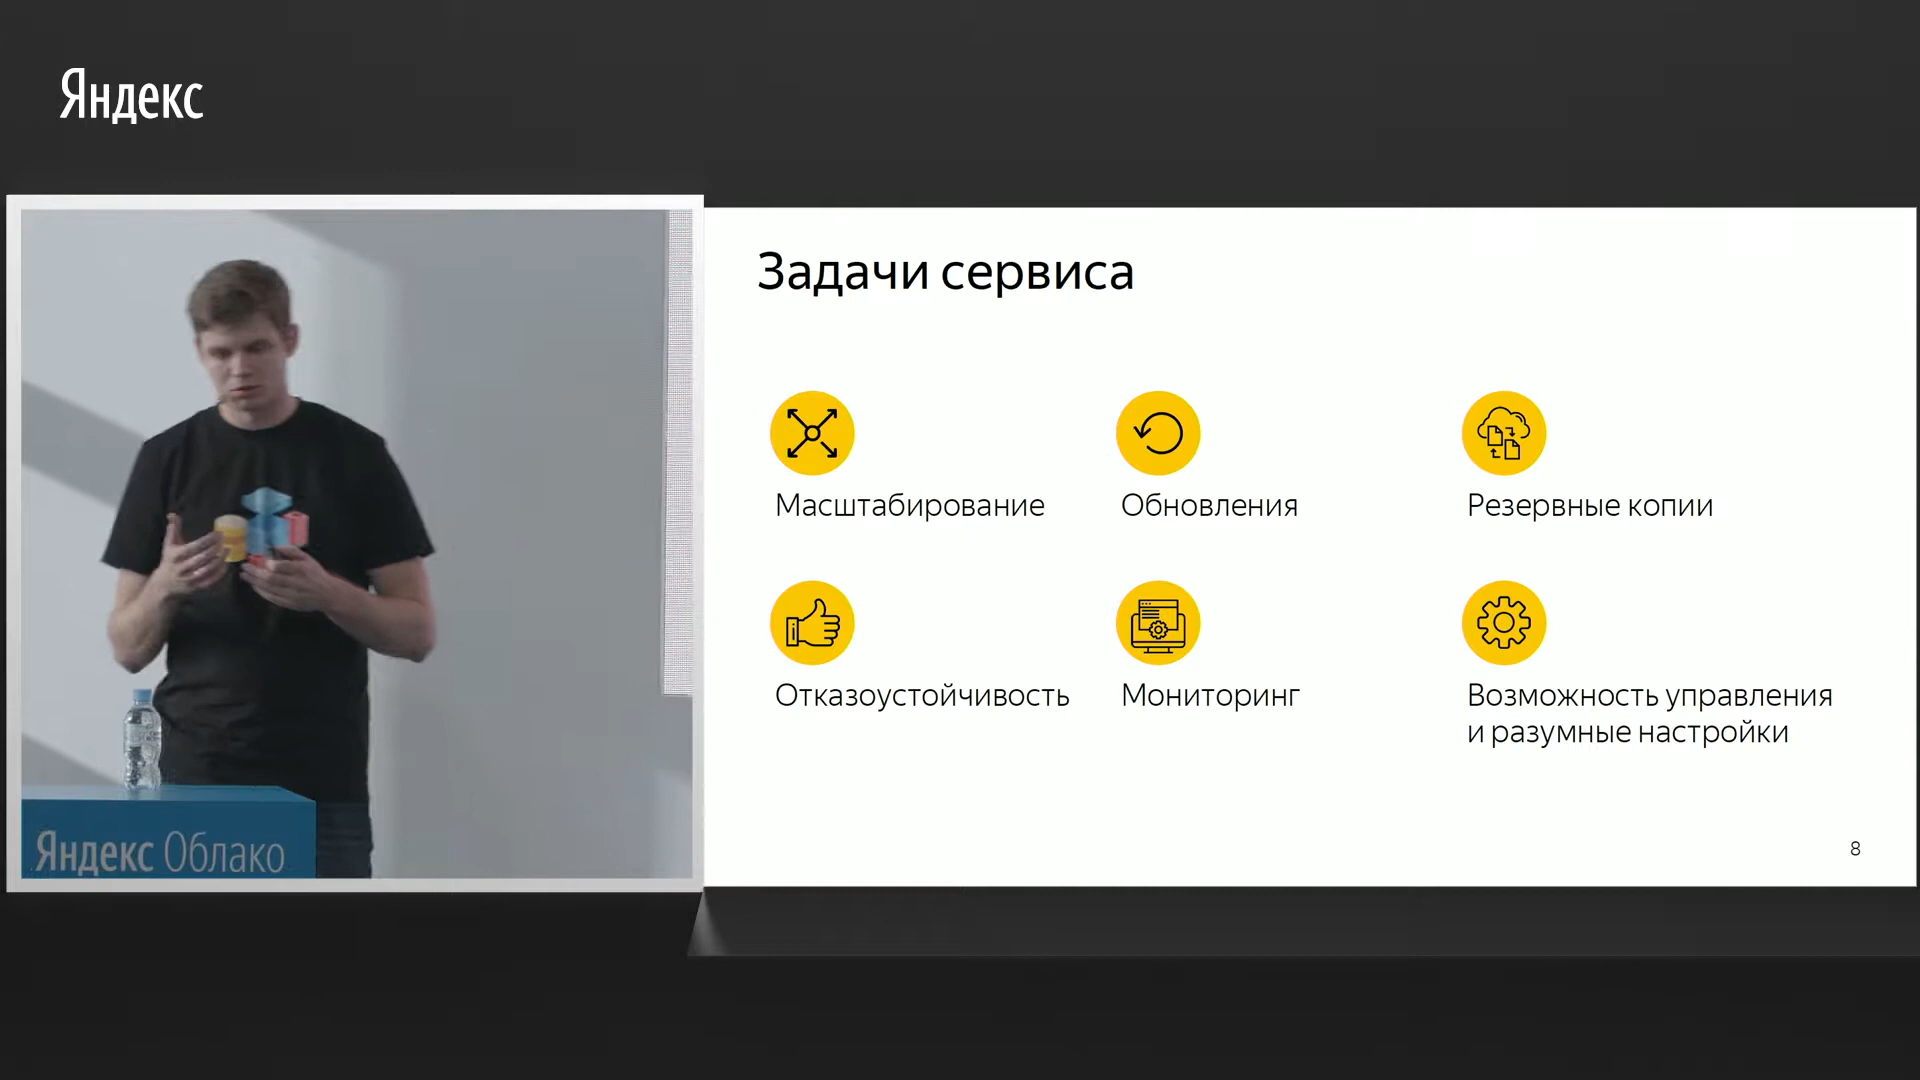 Яндекс
Задачи сервиса
Масштабирование
Обновления
Резервные копии
Отказоустойчивость
Мониторинг
Возможность управления
и разумные настройки
8
Яндекс Облако